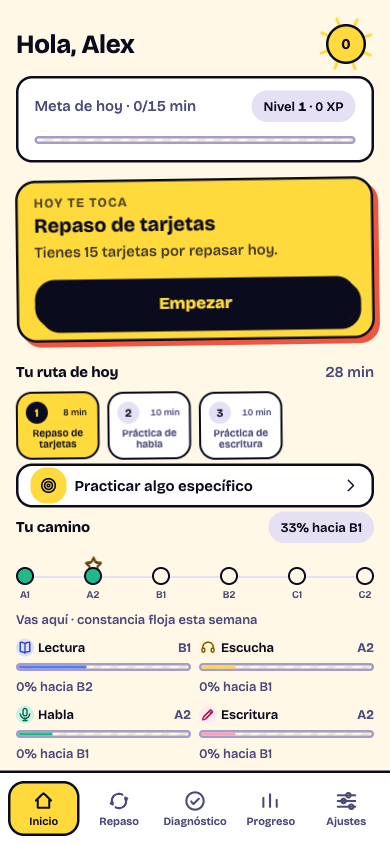 Hola, Alex
0
Meta de hoy · 0/15 min
Nivel 1 · 0 XP
HOY TE TOCA
Repaso de tarjetas
Tienes 15 tarjetas por repasar hoy.
Empezar
Tu ruta de hoy
28 min
1
8 min
Repaso de
tarjetas
2
10 min
Práctica de
habla
3
10 min
Práctica de
escritura
Practicar algo específico
Tu camino
33% hacia B1
A1
A2
B1
B2
C1
C2
Vas aquí · constancia floja esta semana
Lectura
B1
0% hacia B2
Escucha
A2
0% hacia B1
Habla
A2
0% hacia B1
Escritura
A2
0% hacia B1
Inicio
Repaso
Diagnóstico
Progreso
Ajustes